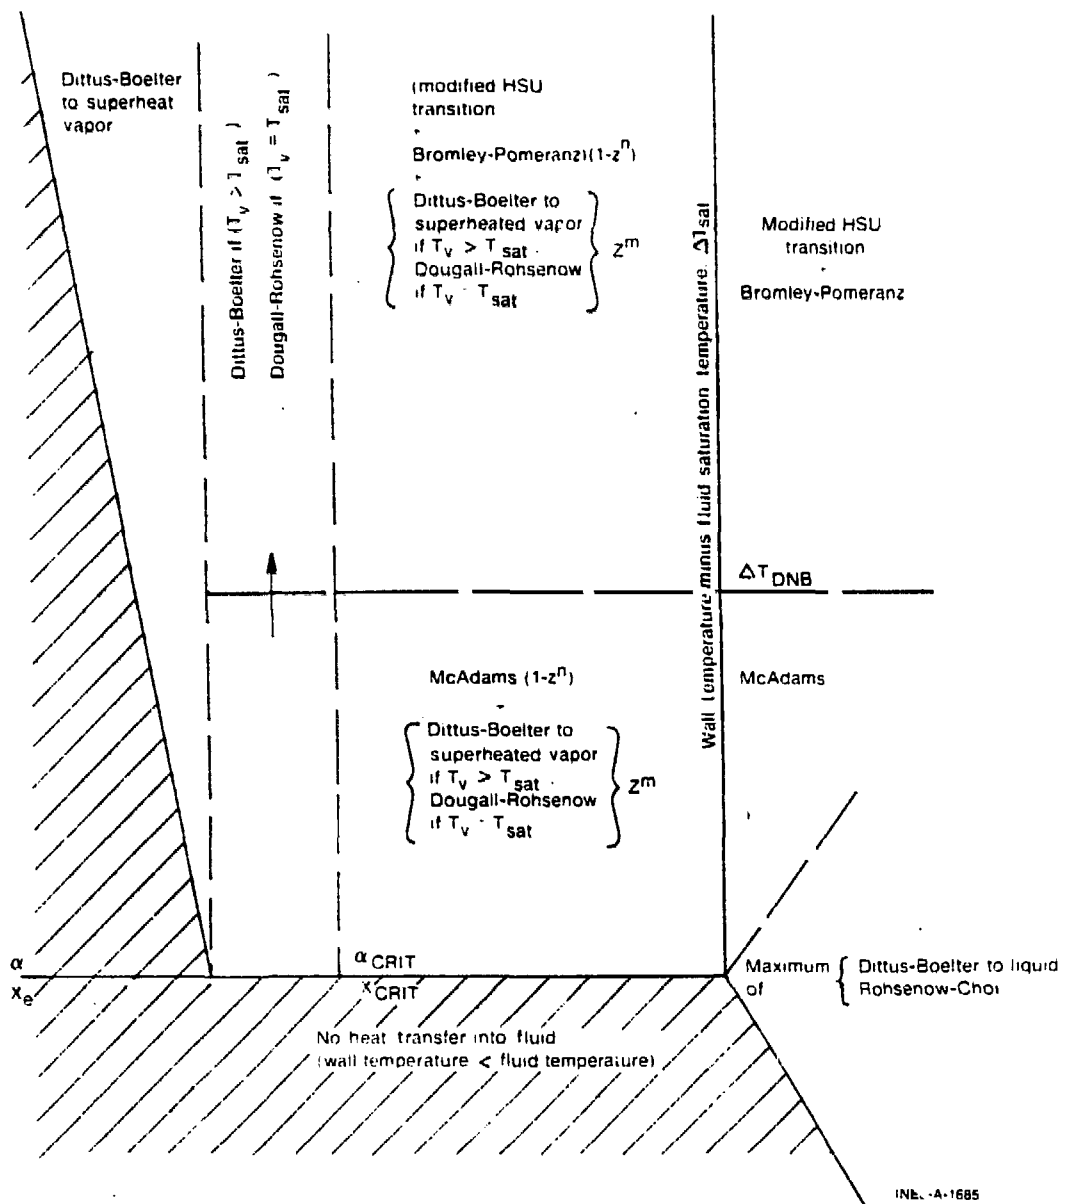 Dittus-Boelter
to superheat
vapor
Dittus-Boelter if (T_v > T_sat)
Dougall-Rohsenow if (T_v = T_sat)
(modified HSU
transition
+
Bromley-Pomeranz)(1-z^n)
+
{ Dittus-Boelter to
superheated vapor
if T_v > T_sat.
Dougall-Rohsenow
if T_v - T_sat } Z^m
Wall temperature minus fluid saturation temperature, ΔT_sat
Modified HSU
transition
+
Bromley-Pomeranz
ΔT_DNB
McAdams (1-z^n)
+
{ Dittus-Boelter to
superheated vapor
if T_v > T_sat.
Dougall-Rohsenow
if T_v - T_sat } Z^m
McAdams
α
x_e
α_CRIT
x_CRIT
Maximum of { Dittus-Boelter to liquid
Rohsenow-Choi
No heat transfer into fluid
(wall temperature < fluid temperature)
INEL-A-1685